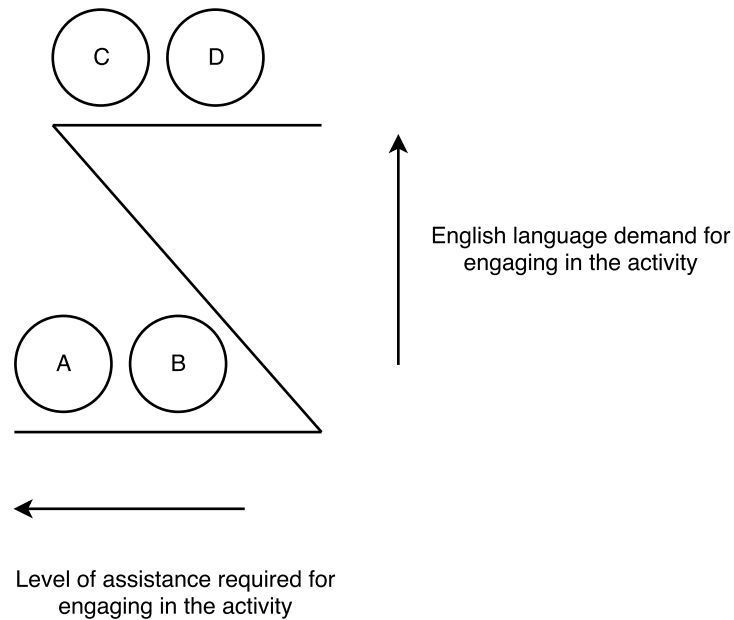 C
D
English language demand for
engaging in the activity
A
B
Level of assistance required for
engaging in the activity